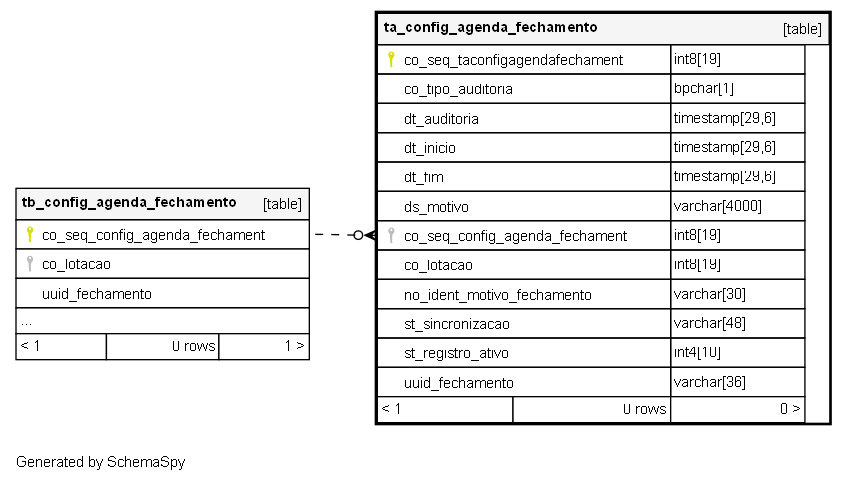 ta_config_agenda_fechamento [table]
co_seq_taconfigagendafechament int8[19]
co_tipo_auditoria bpchar[1]
dt_auditoria timestamp[29,6]
dt_inicio timestamp[29,6]
dt_fim timestamp[29,6]
ds_motivo varchar[4000]
co_seq_config_agenda_fechament int8[19]
co_lotacao int8[19]
no_ident_motivo_fechamento varchar[30]
st_sincronizacao varchar[48]
st_registro_ativo int4[10]
uuid_fechamento varchar[36]
< 1 0 rows 0 >
tb_config_agenda_fechamento [table]
co_seq_config_agenda_fechament
co_lotacao
uuid_fechamento
...
< 1 0 rows 1 >
Generated by SchemaSpy